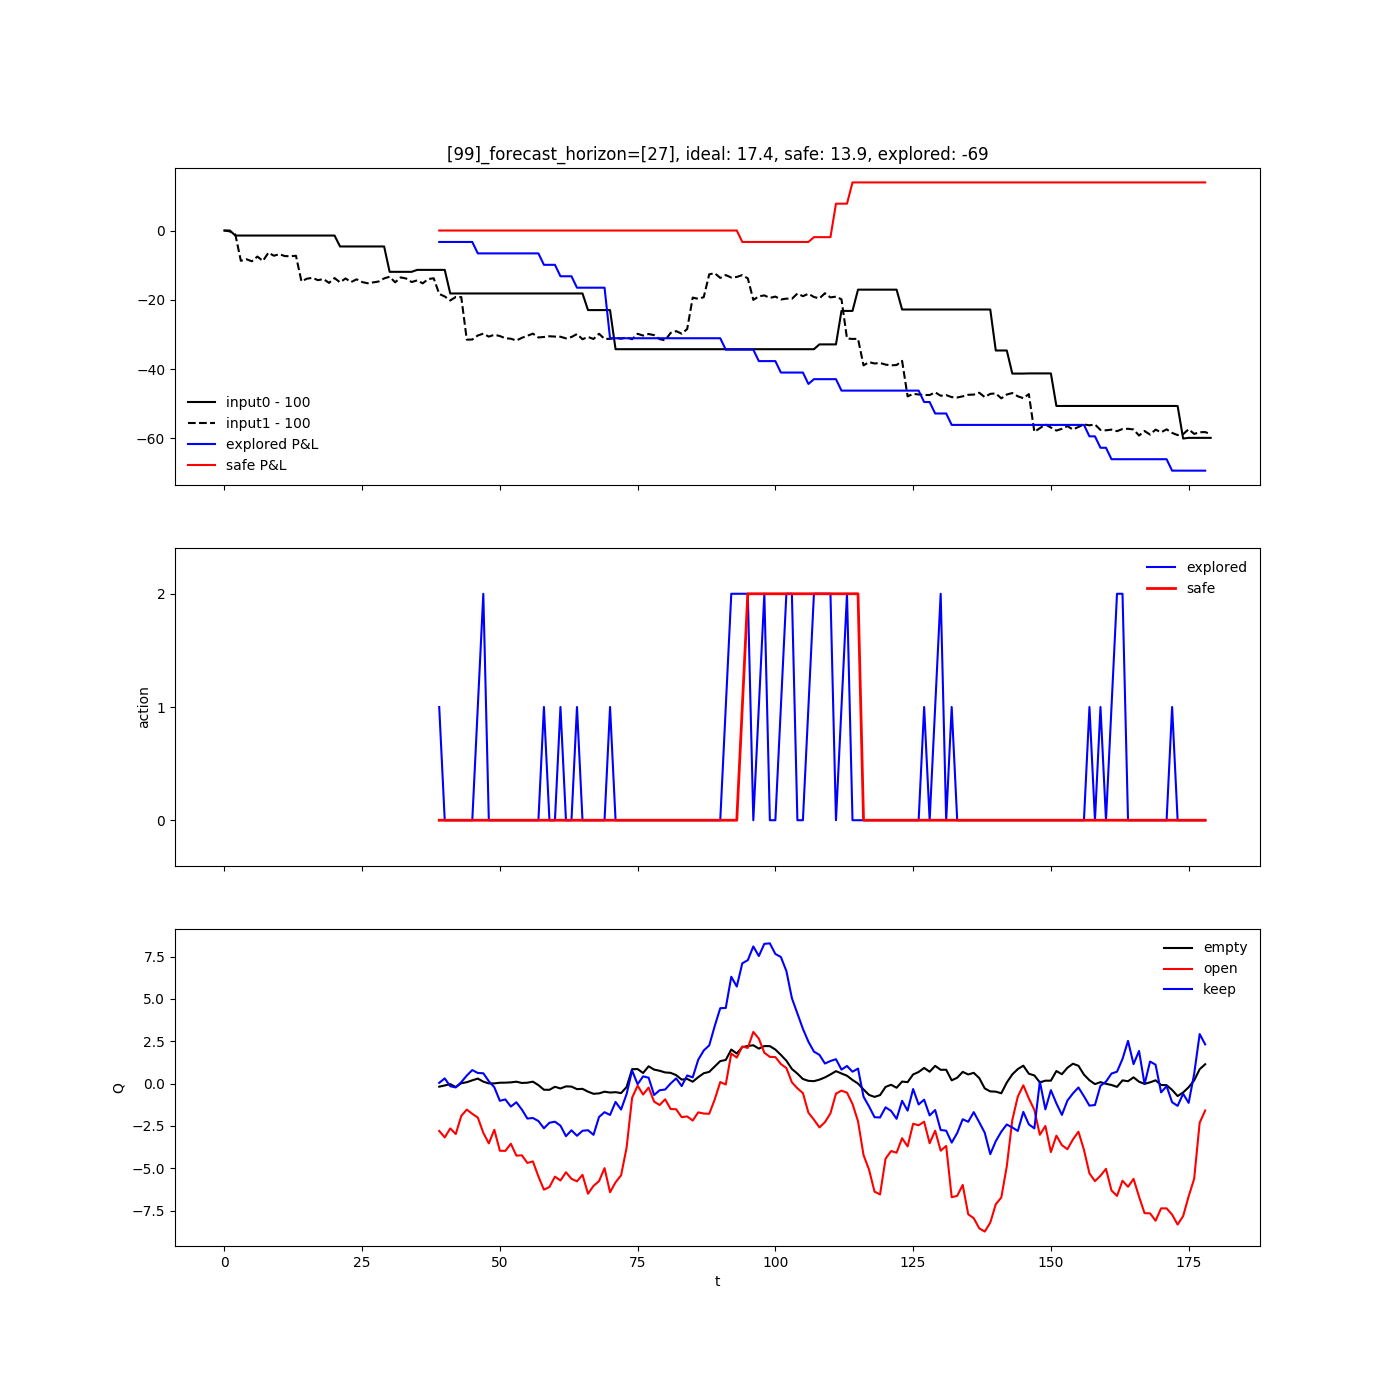 [99]_forecast_horizon=[27], ideal: 17.4, safe: 13.9, explored: -69
0
−20
−40
−60
input0 - 100
input1 - 100
explored P&L
safe P&L
2
1
0
action
explored
safe
7.5
5.0
2.5
0.0
−2.5
−5.0
−7.5
Q
empty
open
keep
0
25
50
75
100
125
150
175
t